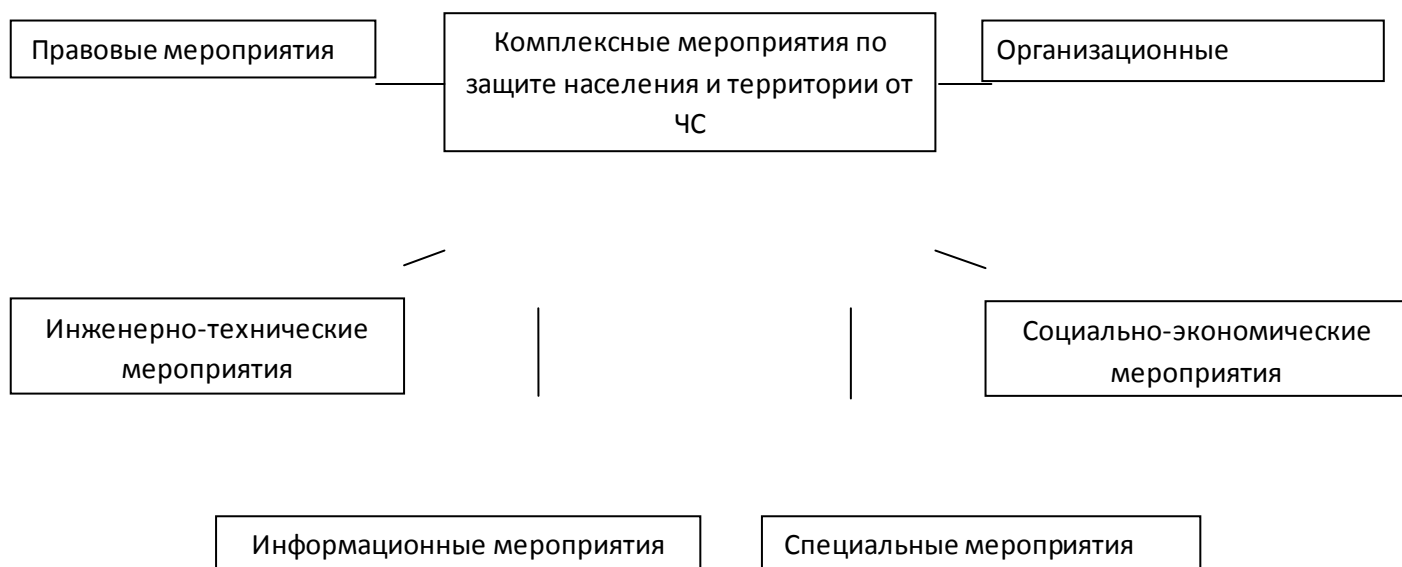 Правовые мероприятия
Комплексные мероприятия по
защите населения и территории от
ЧС
Организационные
Инженерно-технические
мероприятия
Социально-экономические
мероприятия
Информационные мероприятия
Специальные мероприятия